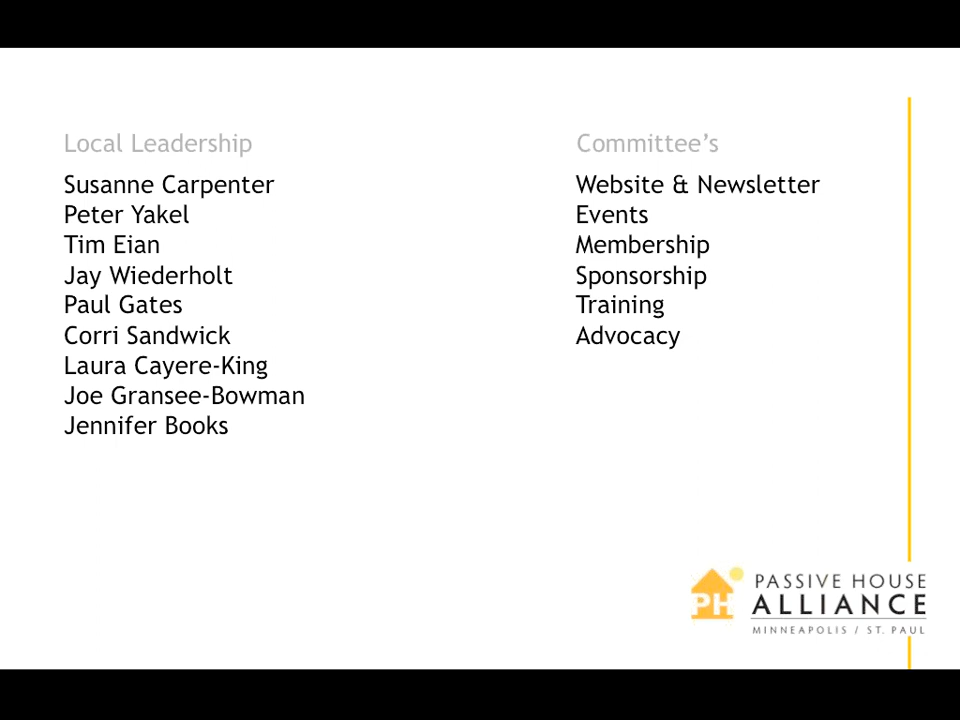 Local Leadership
Susanne Carpenter
Peter Yakel
Tim Eian
Jay Wiederholt
Paul Gates
Corri Sandwick
Laura Cayere-King
Joe Gransee-Bowman
Jennifer Books
Committee’s
Website & Newsletter
Events
Membership
Sponsorship
Training
Advocacy
PH
PASSIVE HOUSE
ALLIANCE
MINNEAPOLIS / ST. PAUL